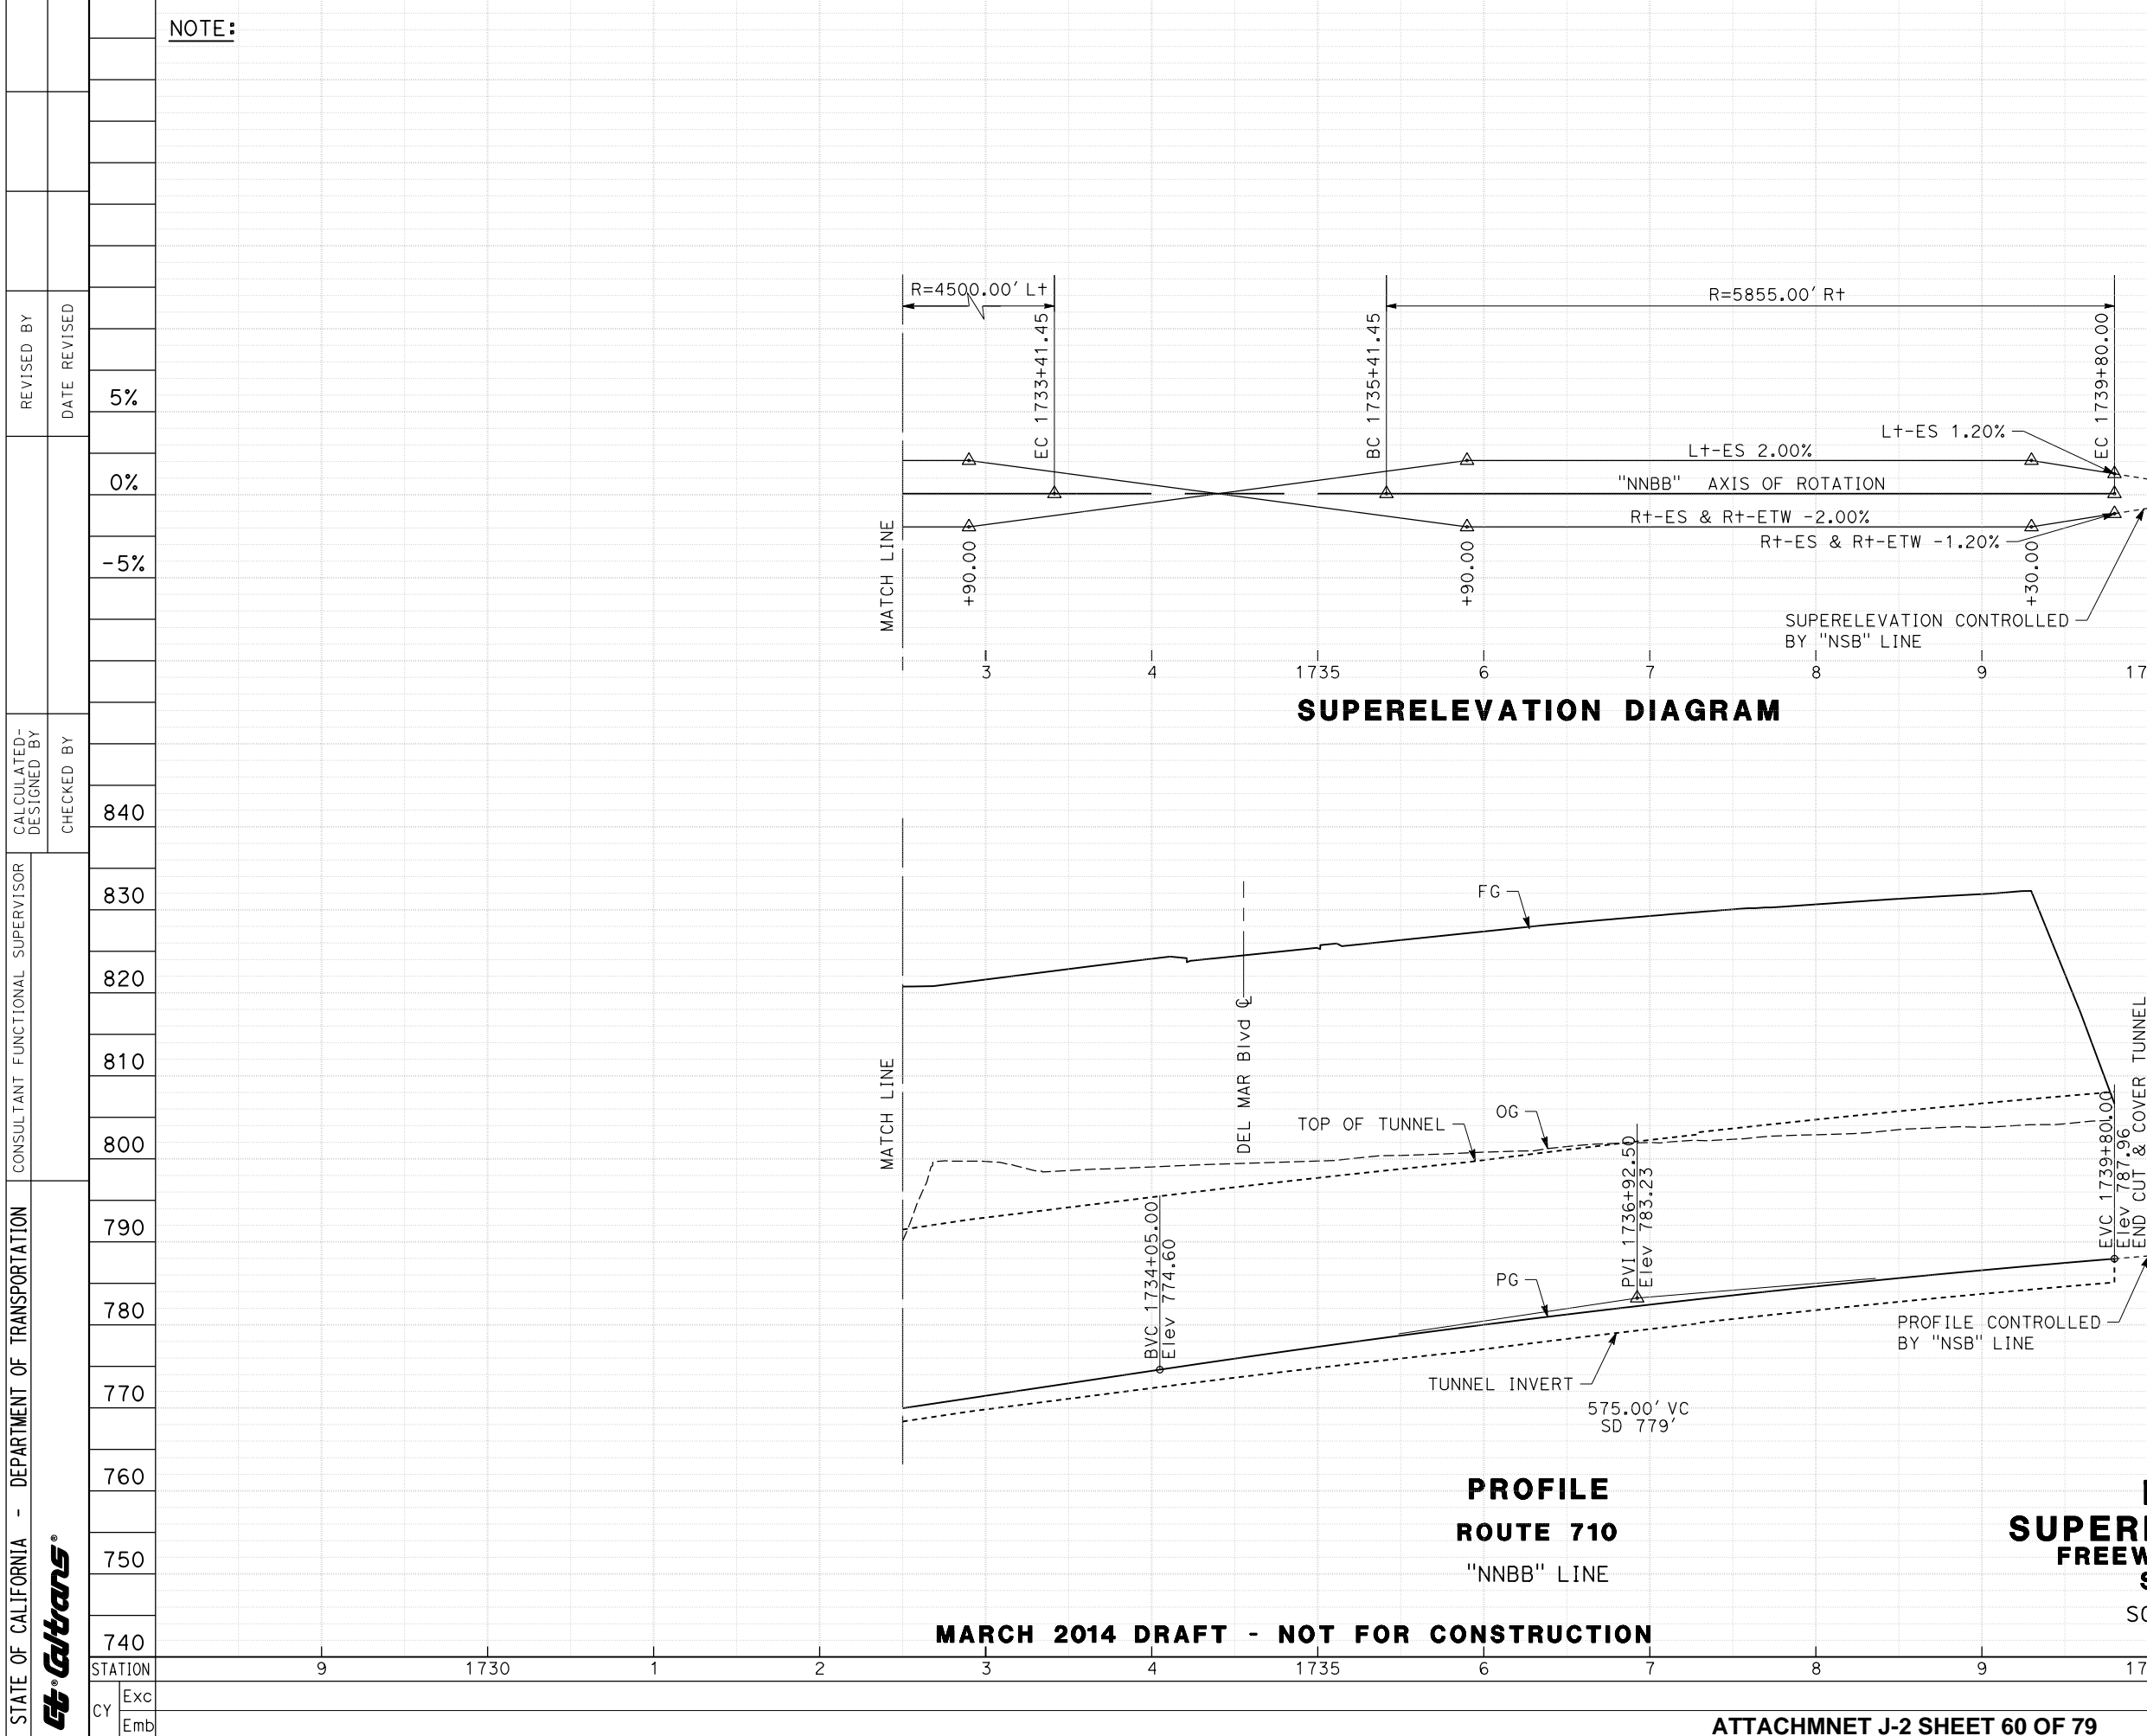 NOTE:
REVISED BY
DATE REVISED
CALCULATED-
DESIGNED BY
CHECKED BY
CONSULTANT FUNCTIONAL SUPERVISOR
STATE OF CALIFORNIA - DEPARTMENT OF TRANSPORTATION
Caltrans
5%
0%
-5%
R=4500.00' Lt
EC 1733+41.45
BC 1735+41.45
R=5855.00' Rt
EC 1739+80.00
Lt-ES 1.20%
Lt-ES 2.00%
"NNBB" AXIS OF ROTATION
Rt-ES & Rt-ETW -2.00%
Rt-ES & Rt-ETW -1.20%
MATCH LINE
+90.00
+90.00
+30.00
SUPERELEVATION CONTROLLED
BY "NSB" LINE
3 4 1735 6 7 8 9 17
SUPERELEVATION DIAGRAM
840
830
820
810
800
790
780
770
760
750
740
FG
MATCH LINE
DEL MAR Blvd ℄
TOP OF TUNNEL
OG
BVC 1734+05.00
Elev 774.60
PVI 1736+92.50
Elev 783.23
EVC 1739+80.00
Elev 787.96
END CUT & COVER TUNNEL
PG
PROFILE CONTROLLED
BY "NSB" LINE
TUNNEL INVERT
575.00' VC
SD 779'
PROFILE
ROUTE 710
"NNBB" LINE
SUPER
FREEW
MARCH 2014 DRAFT - NOT FOR CONSTRUCTION
STATION 9 1730 1 2 3 4 1735 6 7 8 9 17
CY
Exc
Emb
ATTACHMNET J-2 SHEET 60 OF 79